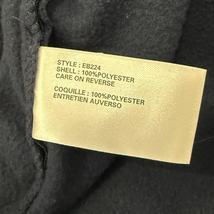 STYLE : EB224
SHELL : 100%POLYESTER
CARE ON REVERSE
COQUILLE : 100%POLYESTER
ENTRETIEN AUVERSO